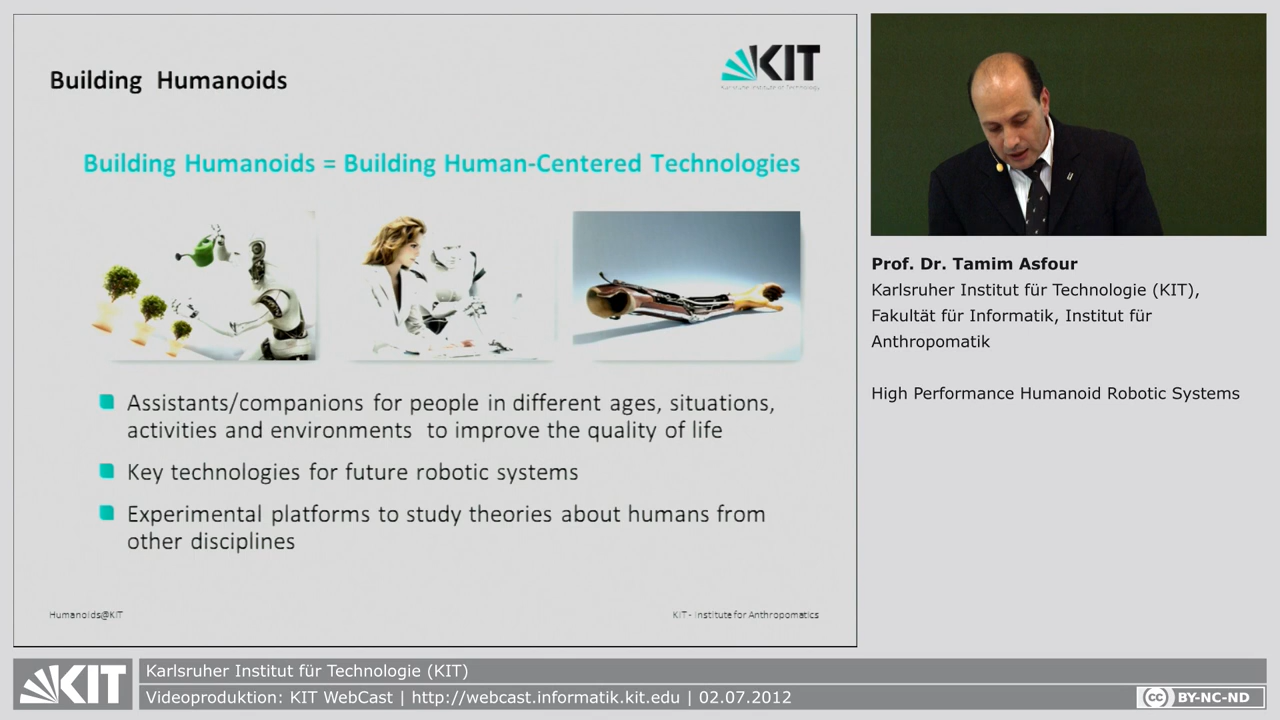 Building Humanoids
KIT
Karlsruhe Institute of Technology
Building Humanoids = Building Human-Centered Technologies
Assistants/companions for people in different ages, situations,
activities and environments to improve the quality of life
Key technologies for future robotic systems
Experimental platforms to study theories about humans from
other disciplines
Humanoids@KIT
KIT - Institute for Anthropomatics
Prof. Dr. Tamim Asfour
Karlsruher Institut für Technologie (KIT),
Fakultät für Informatik, Institut für
Anthropomatik
High Performance Humanoid Robotic Systems
KIT
Karlsruher Institut für Technologie (KIT)
Videoproduktion: KIT WebCast | http://webcast.informatik.kit.edu | 02.07.2012
cc BY-NC-ND